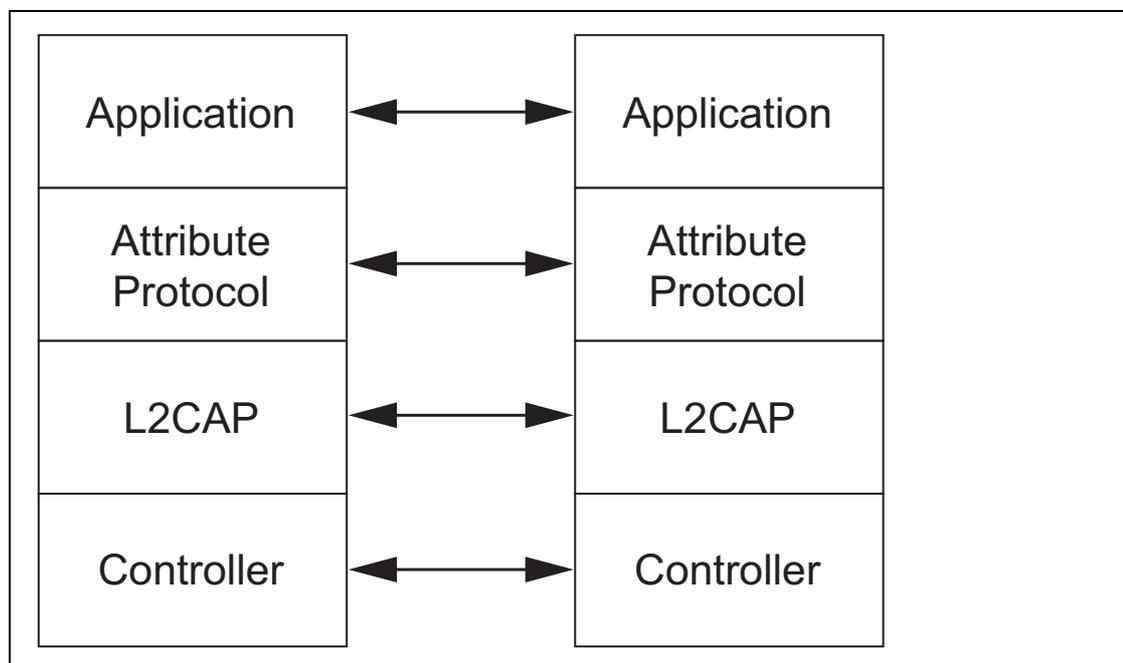 Application
Application
Attribute
Protocol
Attribute
Protocol
L2CAP
L2CAP
Controller
Controller